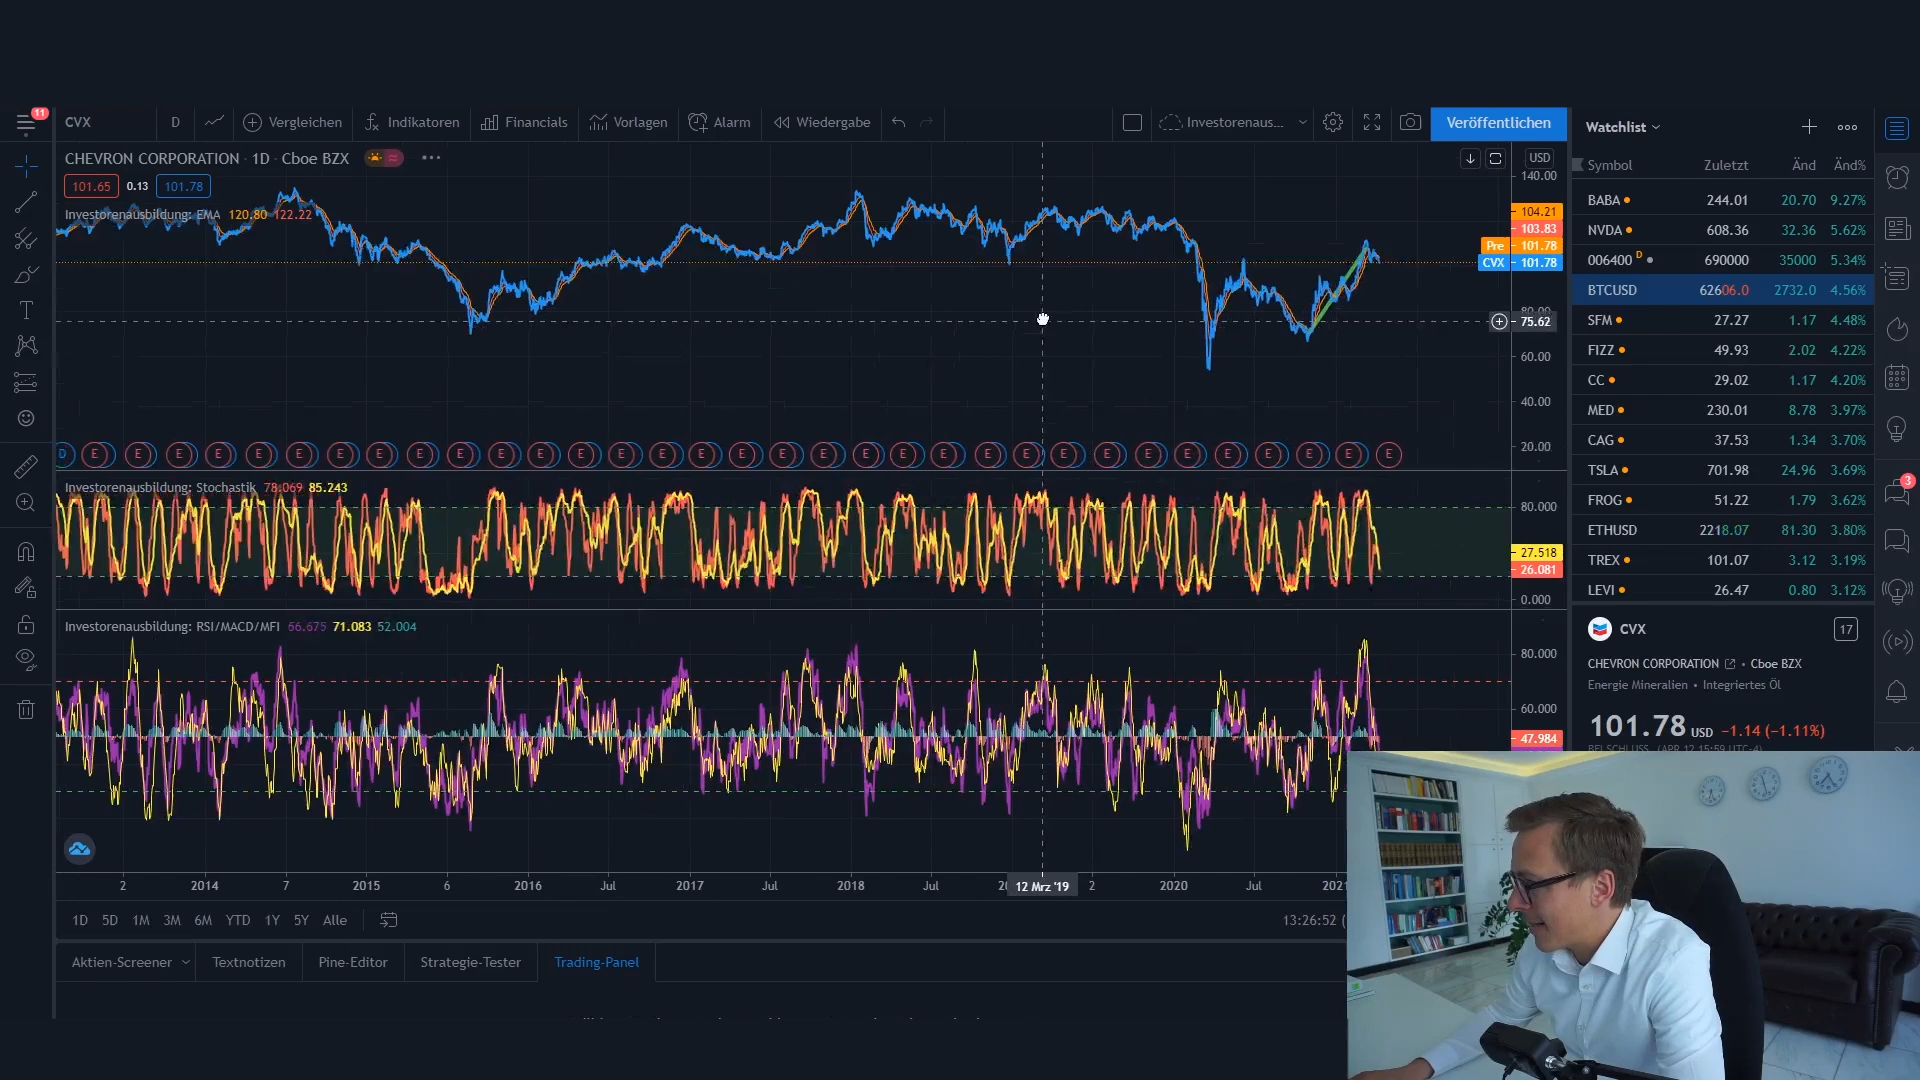 11
CVX D Vergleichen Indikatoren Financials Vorlagen Alarm Wiedergabe Investorenaus... Veröffentlichen
CHEVRON CORPORATION · 1D · Cboe BZX
101.65 0.13 101.78
Investorenausbildung: EMA 120.80 122.22
USD
140.00
104.21
103.83
Pre 101.78
CVX 101.78
75.62
60.00
40.00
20.00
D E E E E E E E E E E E E E E E E E E E E E E E E E E E E E E E E E
Investorenausbildung: Stochastik 78.069 85.243
80.000
27.518
26.081
0.000
Investorenausbildung: RSI/MACD/MFI 66.675 71.083 52.004
80.000
60.000
47.984
2 2014 7 2015 6 2016 Jul 2017 Jul 2018 Jul 12 Mrz '19 2 2020 Jul 2021
1D 5D 1M 3M 6M YTD 1Y 5Y Alle 13:26:52 (
Aktien-Screener Textnotizen Pine-Editor Strategie-Tester Trading-Panel
Watchlist
Symbol Zuletzt Änd Änd%
BABA 244.01 20.70 9.27%
NVDA 608.36 32.36 5.62%
006400 D 690000 35000 5.34%
BTCUSD 62606.0 2732.0 4.56%
SFM 27.27 1.17 4.48%
FIZZ 49.93 2.02 4.22%
CC 29.02 1.17 4.20%
MED 230.01 8.78 3.97%
CAG 37.53 1.34 3.70%
TSLA 701.98 24.96 3.69%
FROG 51.22 1.79 3.62%
ETHUSD 2218.07 81.30 3.80%
TREX 101.07 3.12 3.19%
LEVI 26.47 0.80 3.12%
3
CVX 17
CHEVRON CORPORATION • Cboe BZX
Energie Mineralien • Integriertes Öl
101.78 USD −1.14 (−1.11%)